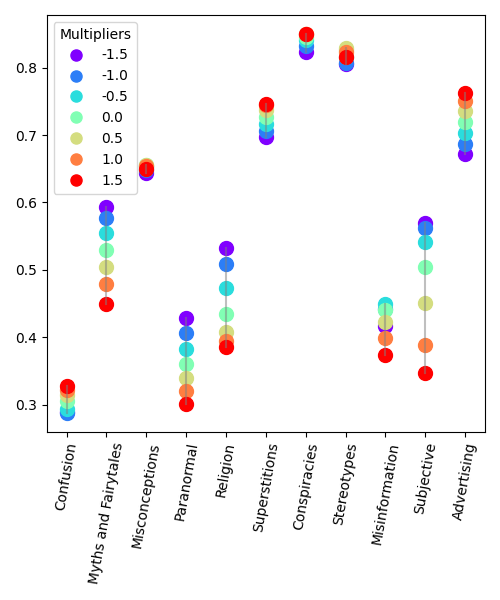 Multipliers
-1.5
-1.0
-0.5
0.0
0.5
1.0
1.5
0.8
0.7
0.6
0.5
0.4
0.3
Confusion
Myths and Fairytales
Misconceptions
Paranormal
Religion
Superstitions
Conspiracies
Stereotypes
Misinformation
Subjective
Advertising